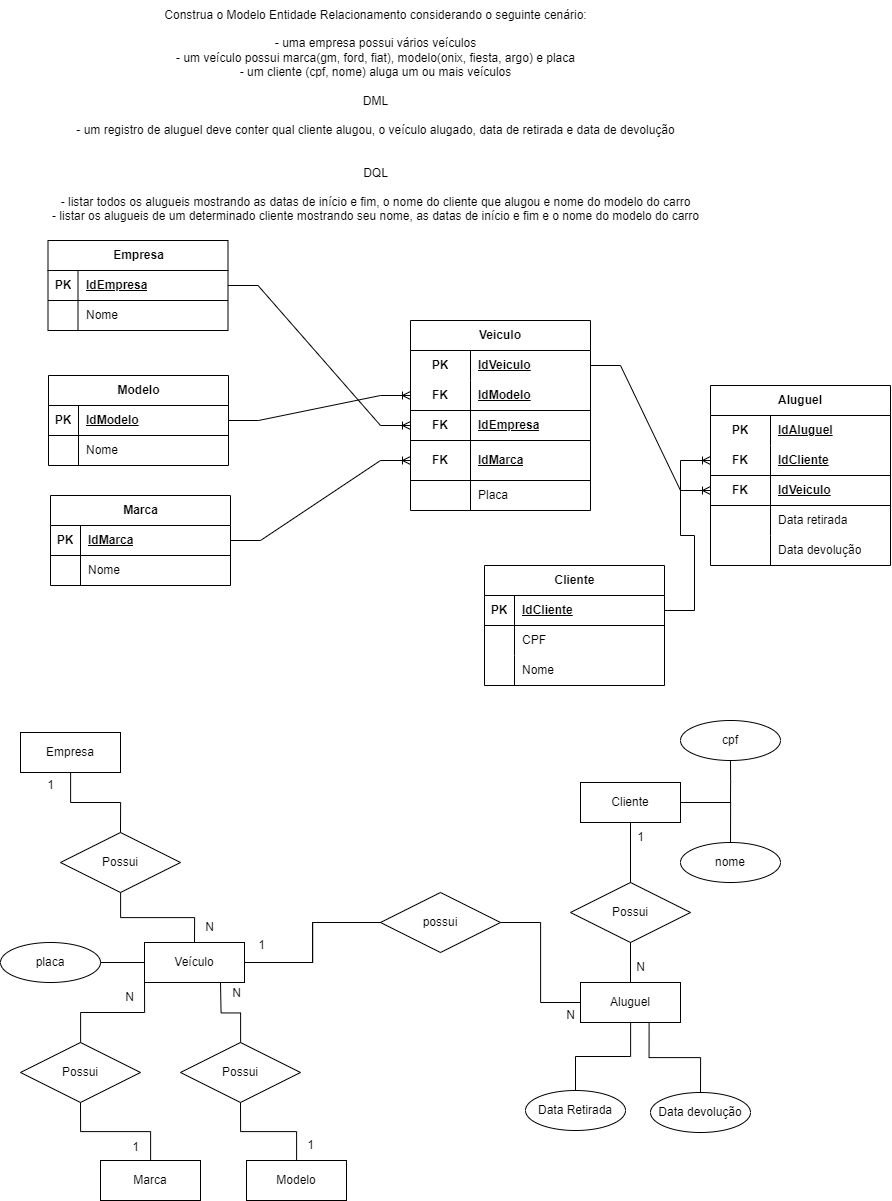 Construa o Modelo Entidade Relacionamento considerando o seguinte cenário:
- uma empresa possui vários veículos
- um veículo possui marca(gm, ford, fiat), modelo(onix, fiesta, argo) e placa
- um cliente (cpf, nome) aluga um ou mais veículos
DML
- um registro de aluguel deve conter qual cliente alugou, o veículo alugado, data de retirada e data de devolução
DQL
- listar todos os alugueis mostrando as datas de início e fim, o nome do cliente que alugou e nome do modelo do carro
- listar os alugueis de um determinado cliente mostrando seu nome, as datas de início e fim e o nome do modelo do carro
Empresa
PK IdEmpresa
Nome
Modelo
PK IdModelo
Nome
Marca
PK IdMarca
Nome
Veiculo
PK IdVeiculo
FK IdModelo
FK IdEmpresa
FK IdMarca
Placa
Aluguel
PK IdAluguel
FK IdCliente
FK IdVeiculo
Data retirada
Data devolução
Cliente
PK IdCliente
CPF
Nome
Empresa
1
Possui
N
placa
Veículo
1
N
N
Possui
Possui
1
1
Marca
Modelo
possui
N
cpf
Cliente
nome
1
Possui
N
Aluguel
Data Retirada
Data devolução